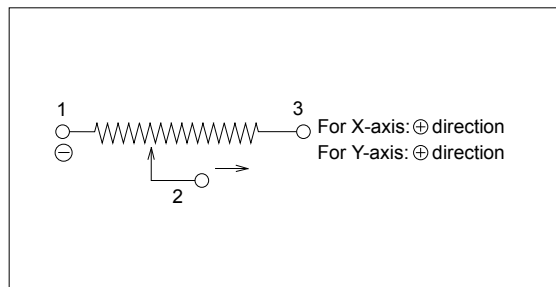 1
3
For X-axis: ⊕ direction
⊖
For Y-axis: ⊕ direction
2